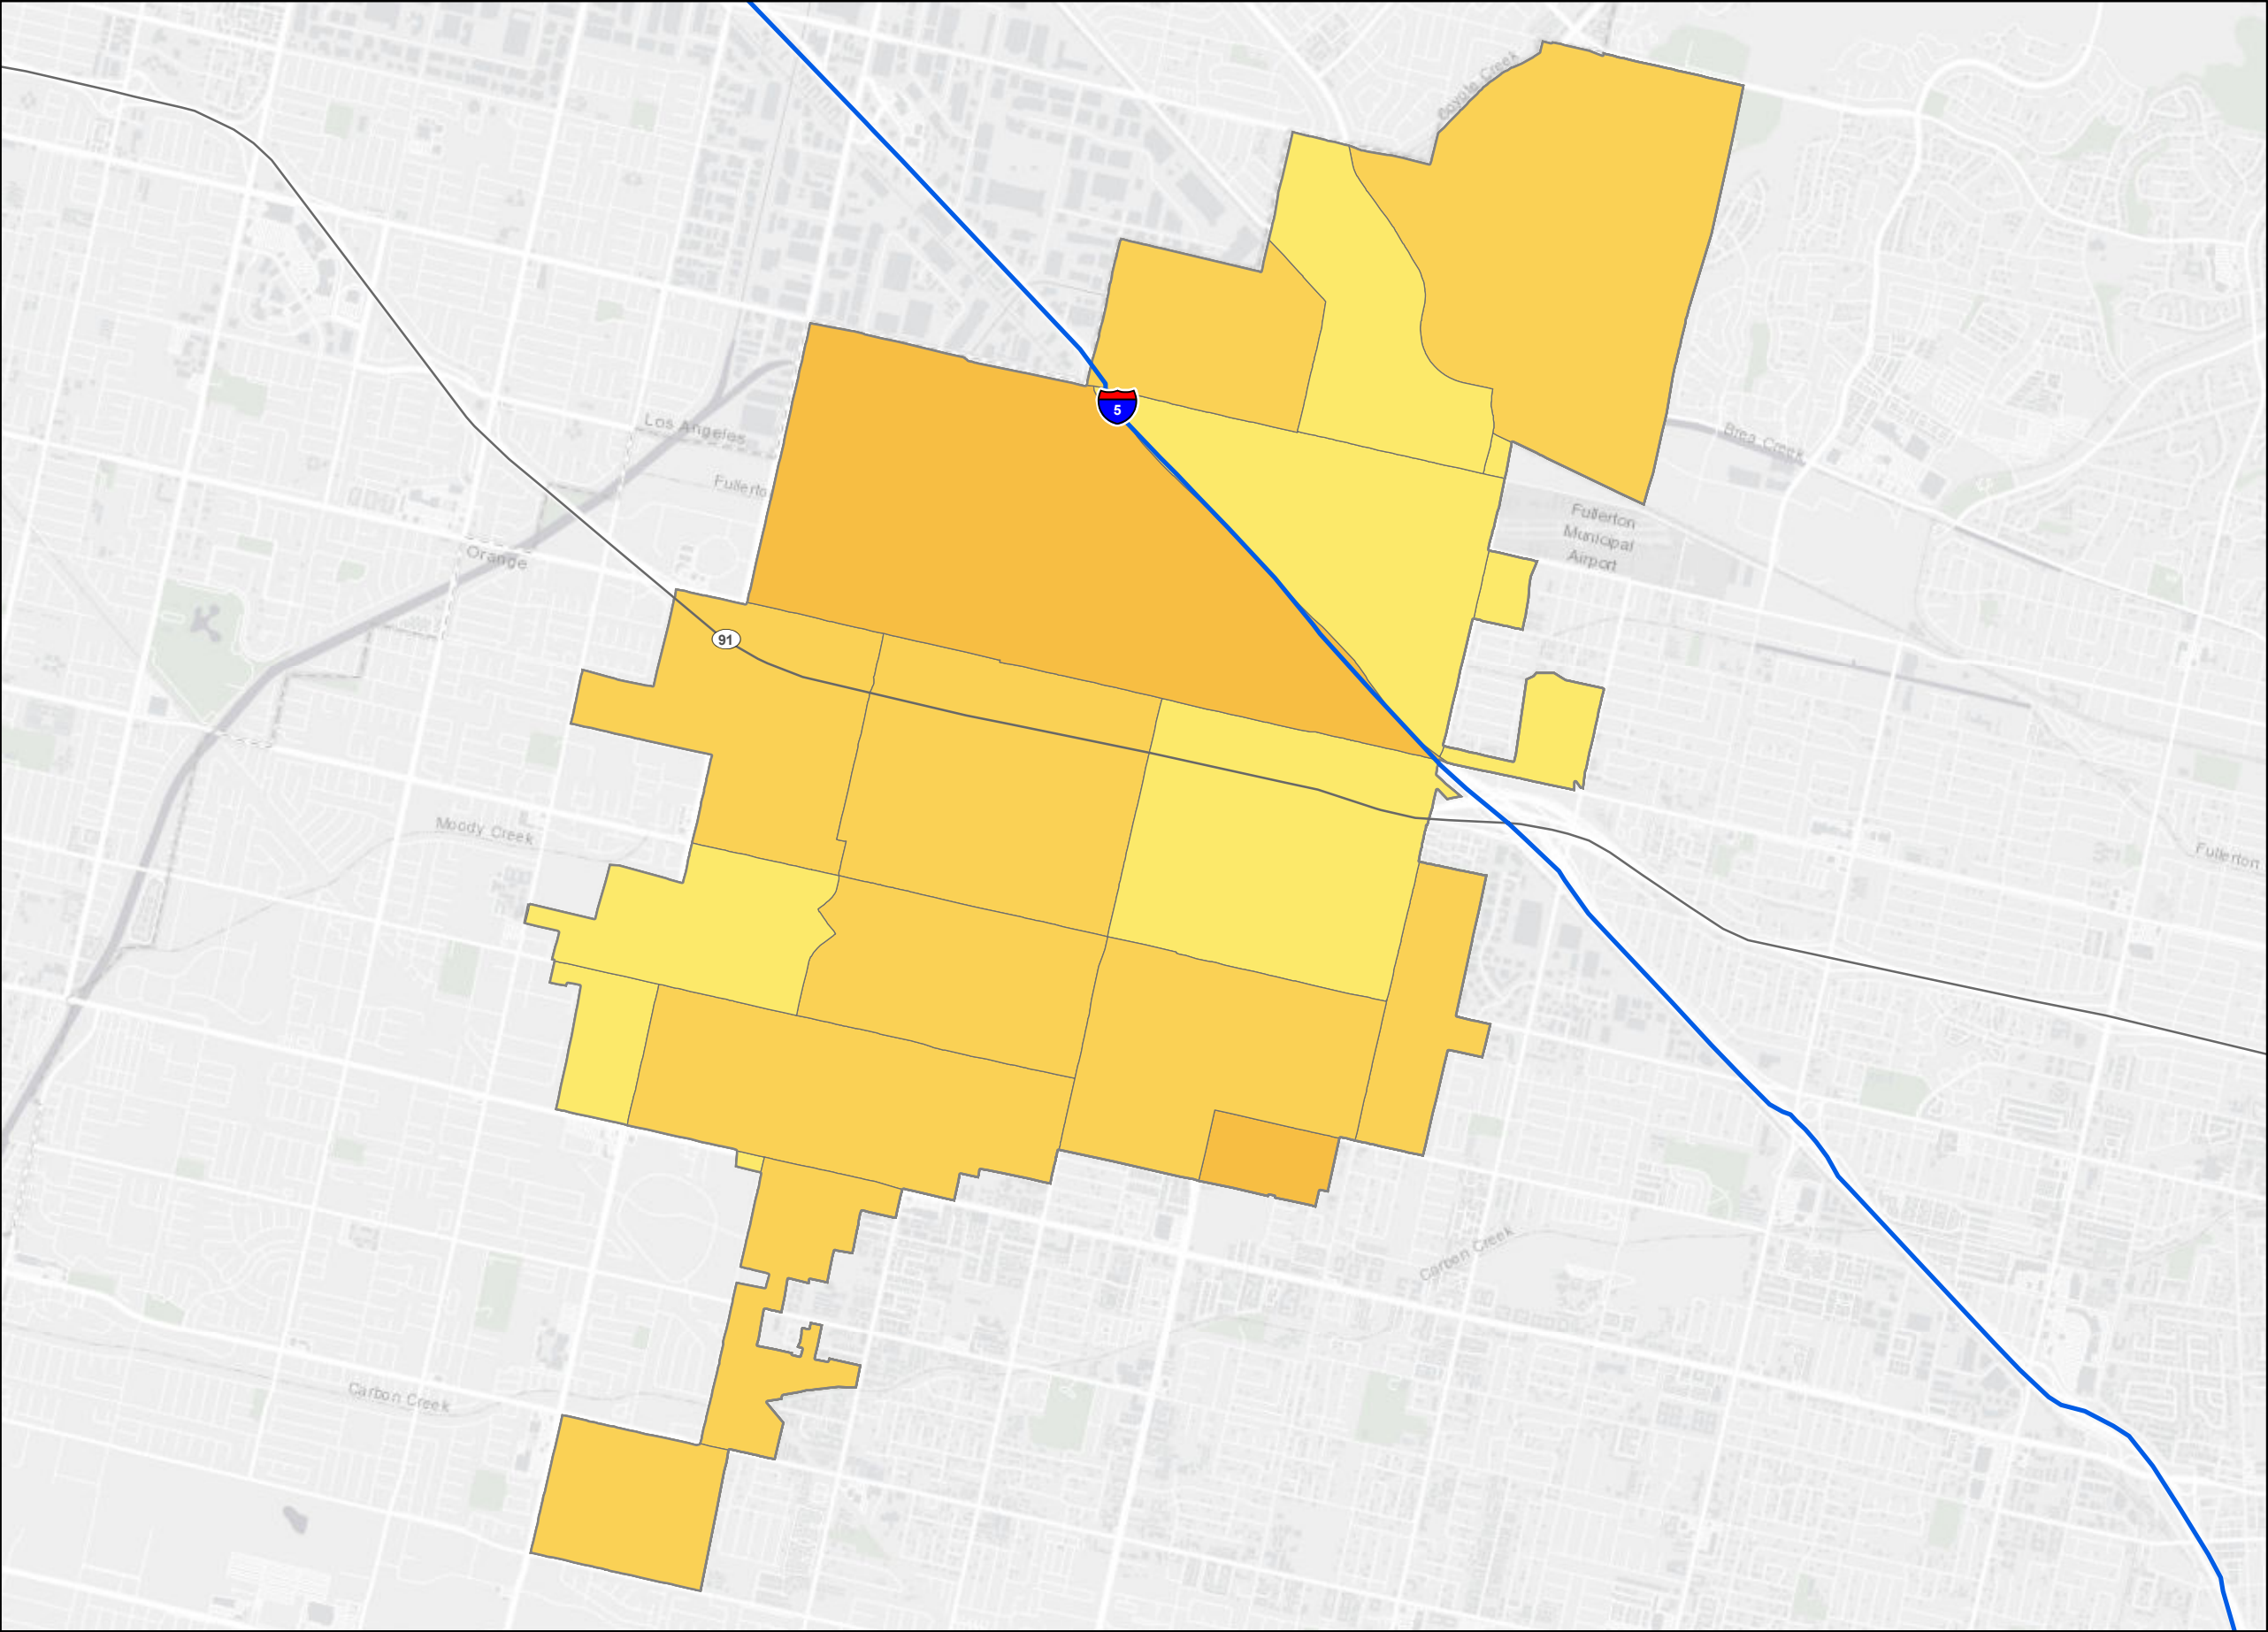 Coyote Creek
5
Los Angeles
Fullerto
Brea Creek
Fullerton
Municipal
Airport
Orange
91
Moody Creek
Fullerton
Carbon Creek
Carbon Creek